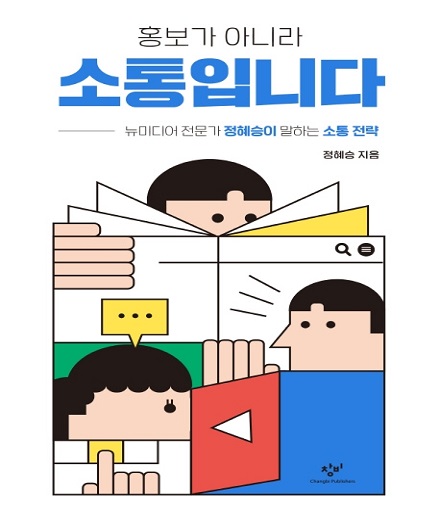 홍보가 아니라
소통입니다
뉴미디어 전문가 정혜승이 말하는 소통 전략
정혜승 지음
창비
Changbi Publishers